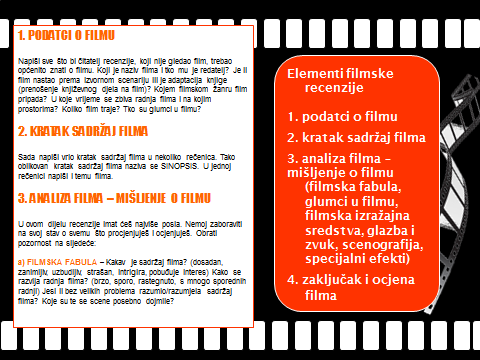 1. PODATCI O FILMU
Napiši sve što bi čitatelj recenzije, koji nije gledao film, trebao
općenito znati o filmu. Koji je naziv filma i tko mu je redatelj? Je li
film nastao prema izvornom scenariju ili je adaptacija knjige
(prenošenje književnog djela na film)? Kojem filmskom žanru film
pripada? U koje vrijeme se zbiva radnja filma i na kojim
prostorima? Koliko film traje? Tko su glumci u filmu?
2. KRATAK SADRŽAJ FILMA
Sada napiši vrlo kratak sadržaj filma u nekoliko rečenica. Tako
oblikovan kratak sadržaj filma naziva se SINOPSIS. U jednoj
rečenici napiši i temu filma.
3. ANALIZA FILMA – MIŠLJENJE O FILMU
U ovom dijelu recenzije imat ćeš najviše posla. Nemoj zaboraviti
na svoj stav o svemu što procjenjuješ i ocjenjuješ. Obrati
pozornost na sljedeće:
a) FILMSKA FABULA – Kakav je sadržaj filma? (dosadan,
zanimljiv, uzbudljiv, strašan, intrigira, pobuđuje interes) Kako se
razvija radnja filma? (brzo, sporo, rastegnuto, s mnogo sporednih
radnji) Jesi li bez velikih problema razumio/razumjela sadržaj
filma? Koje su te se scene posebno dojmile?
Elementi filmske
recenzije
1. podatci o filmu
2. kratak sadržaj filma
3. analiza filma –
mišljenje o filmu
(filmska fabula,
glumci u filmu,
filmska izražajna
sredstva, glazba i
zvuk, scenografija,
specijalni efekti)
4. zaključak i ocjena
filma